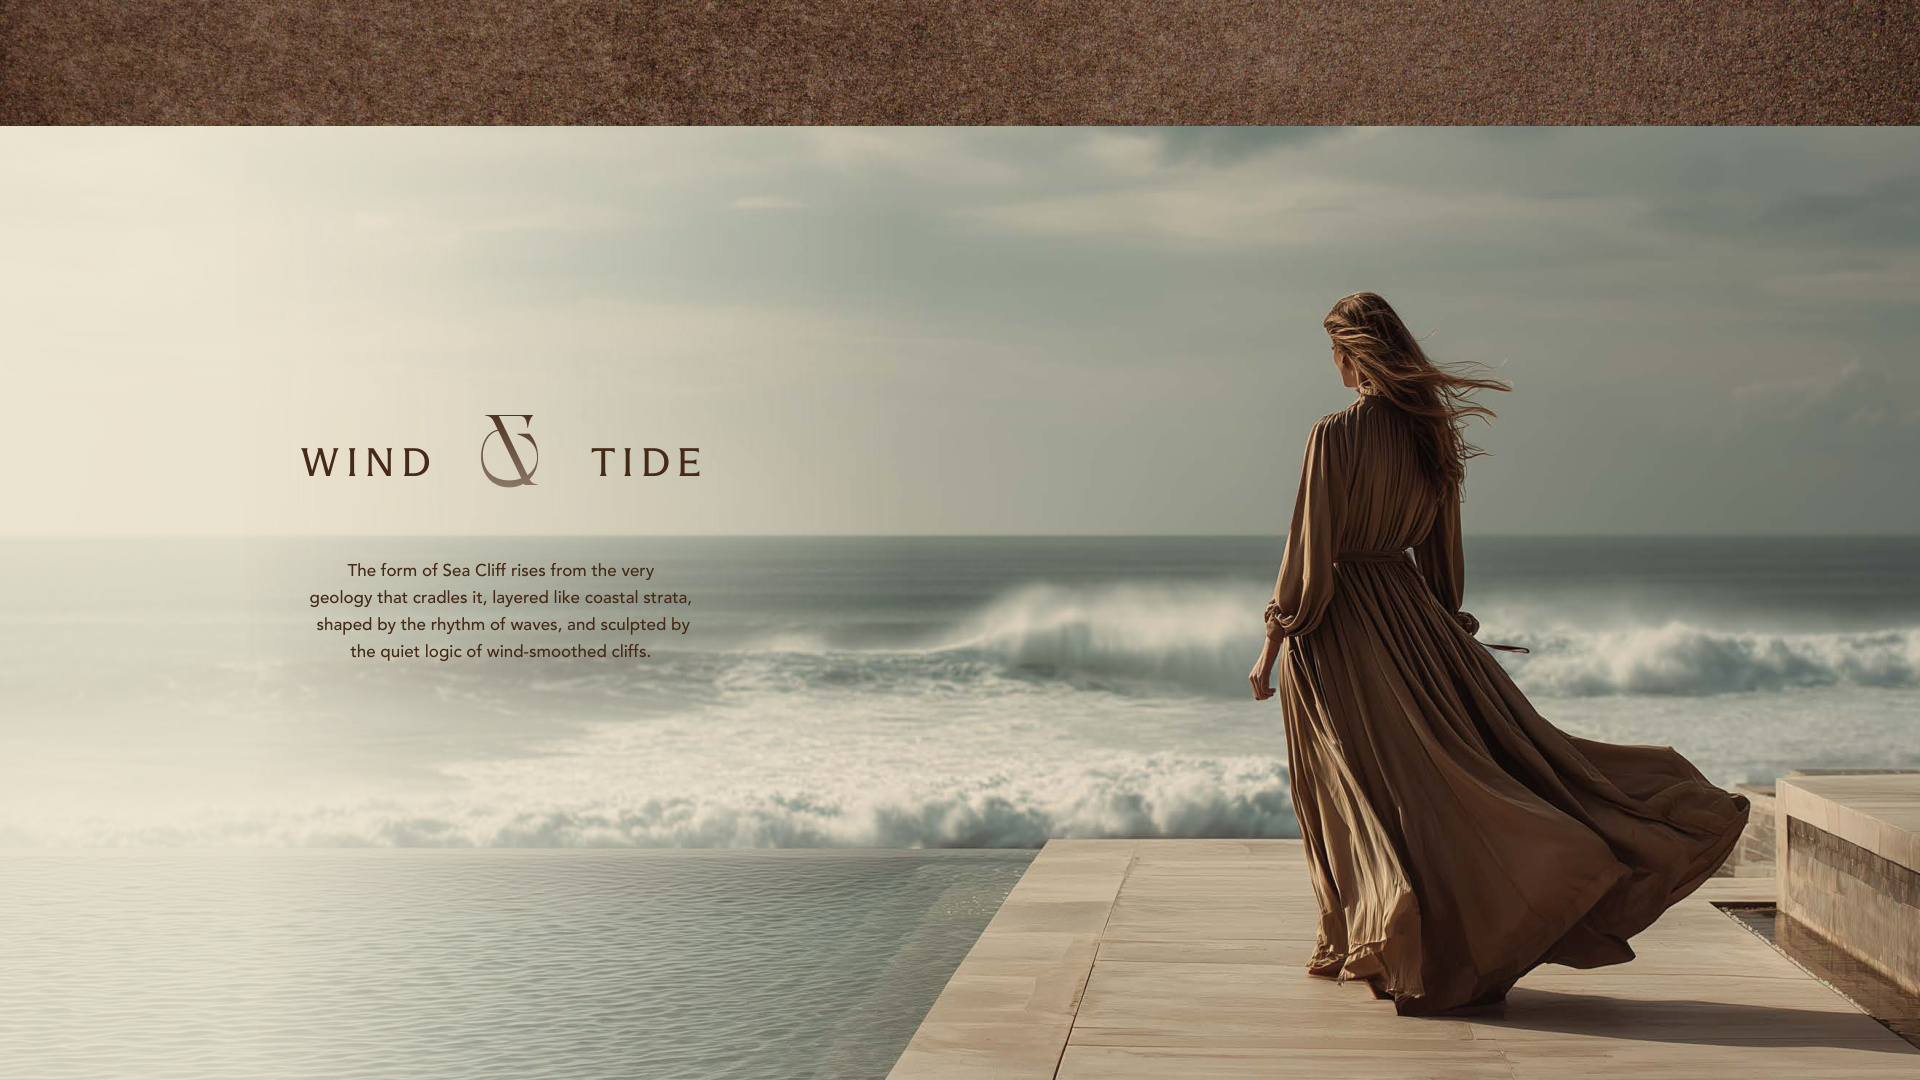 WIND & TIDE
The form of Sea Cliff rises from the very
geology that cradles it, layered like coastal strata,
shaped by the rhythm of waves, and sculpted by
the quiet logic of wind-smoothed cliffs.